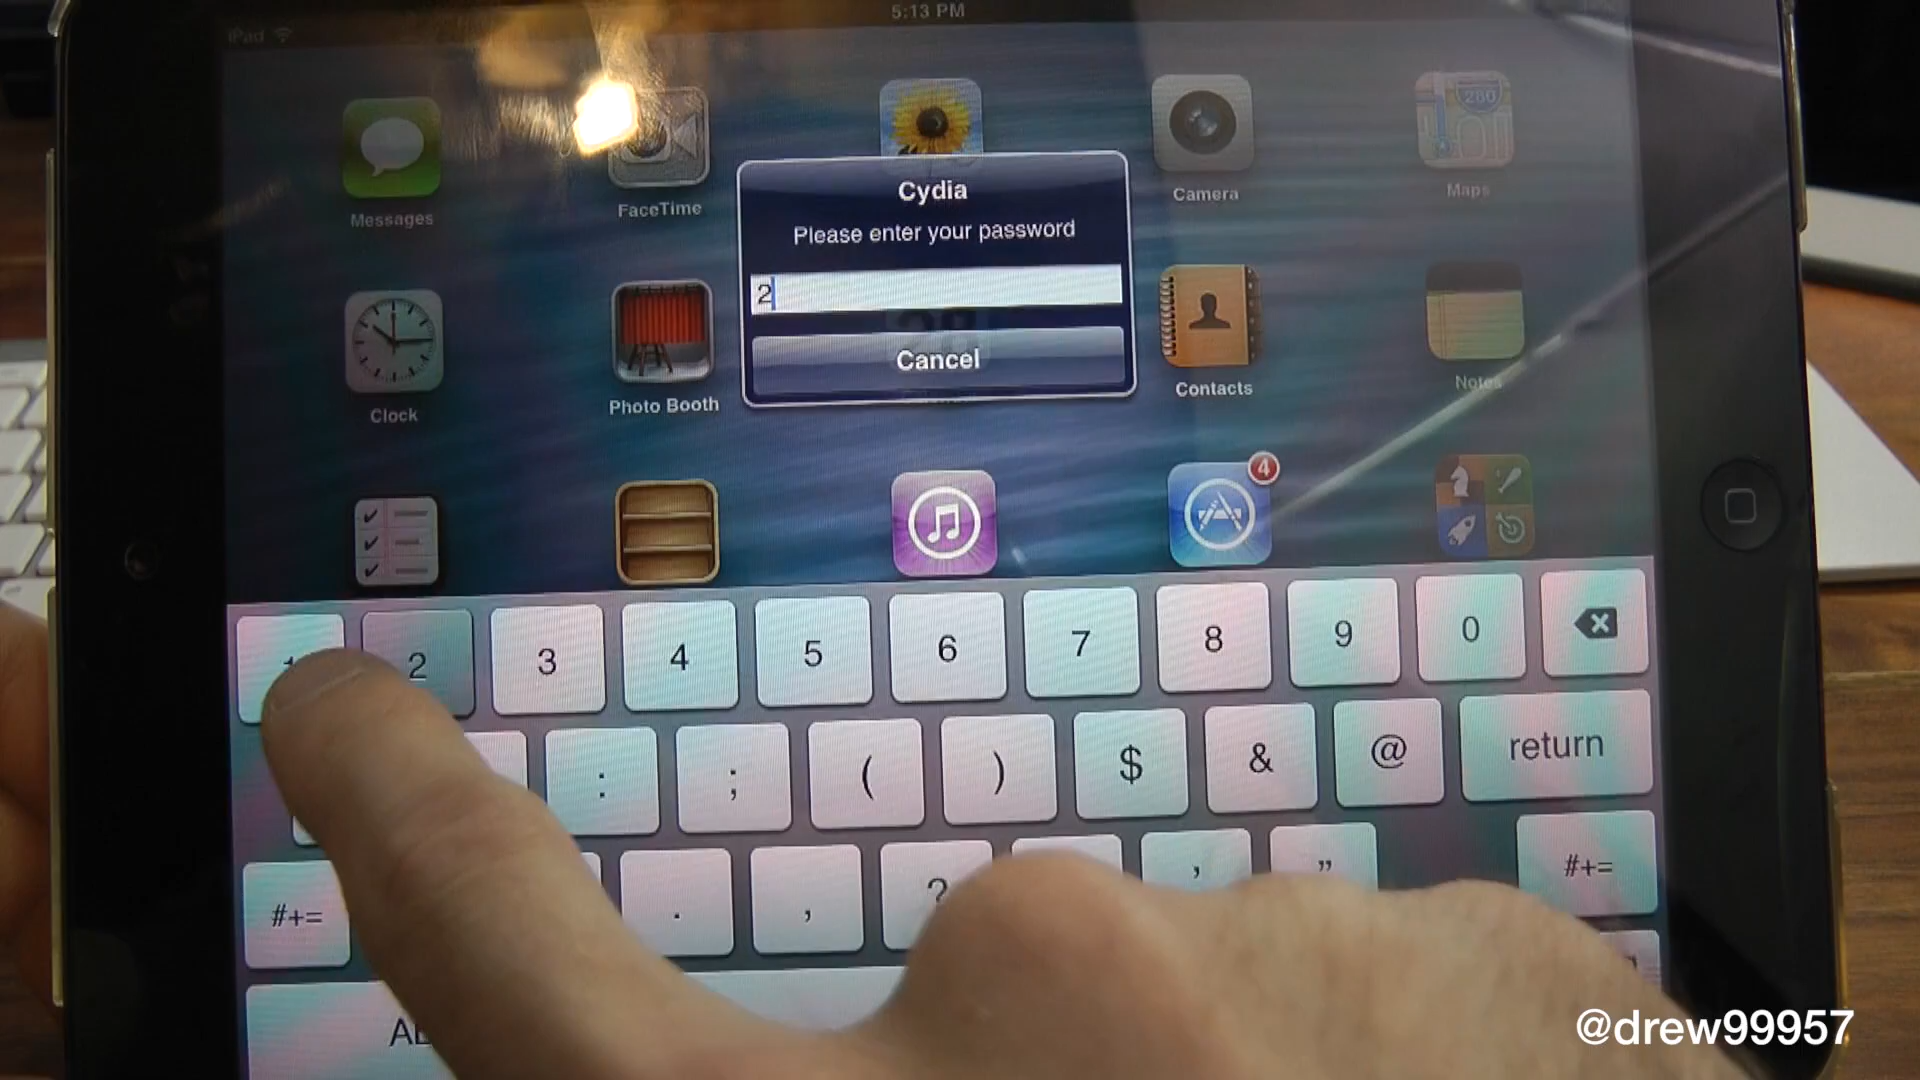 5:13 PM
iPad
Messages
FaceTime
Camera
Maps
280
Cydia
Please enter your password
2
Cancel
Clock
Photo Booth
Contacts
Notes
4
1 2 3 4 5 6 7 8 9 0
: ; ( ) $ & @ return
#+= . , ? ' " #+=
@drew99957